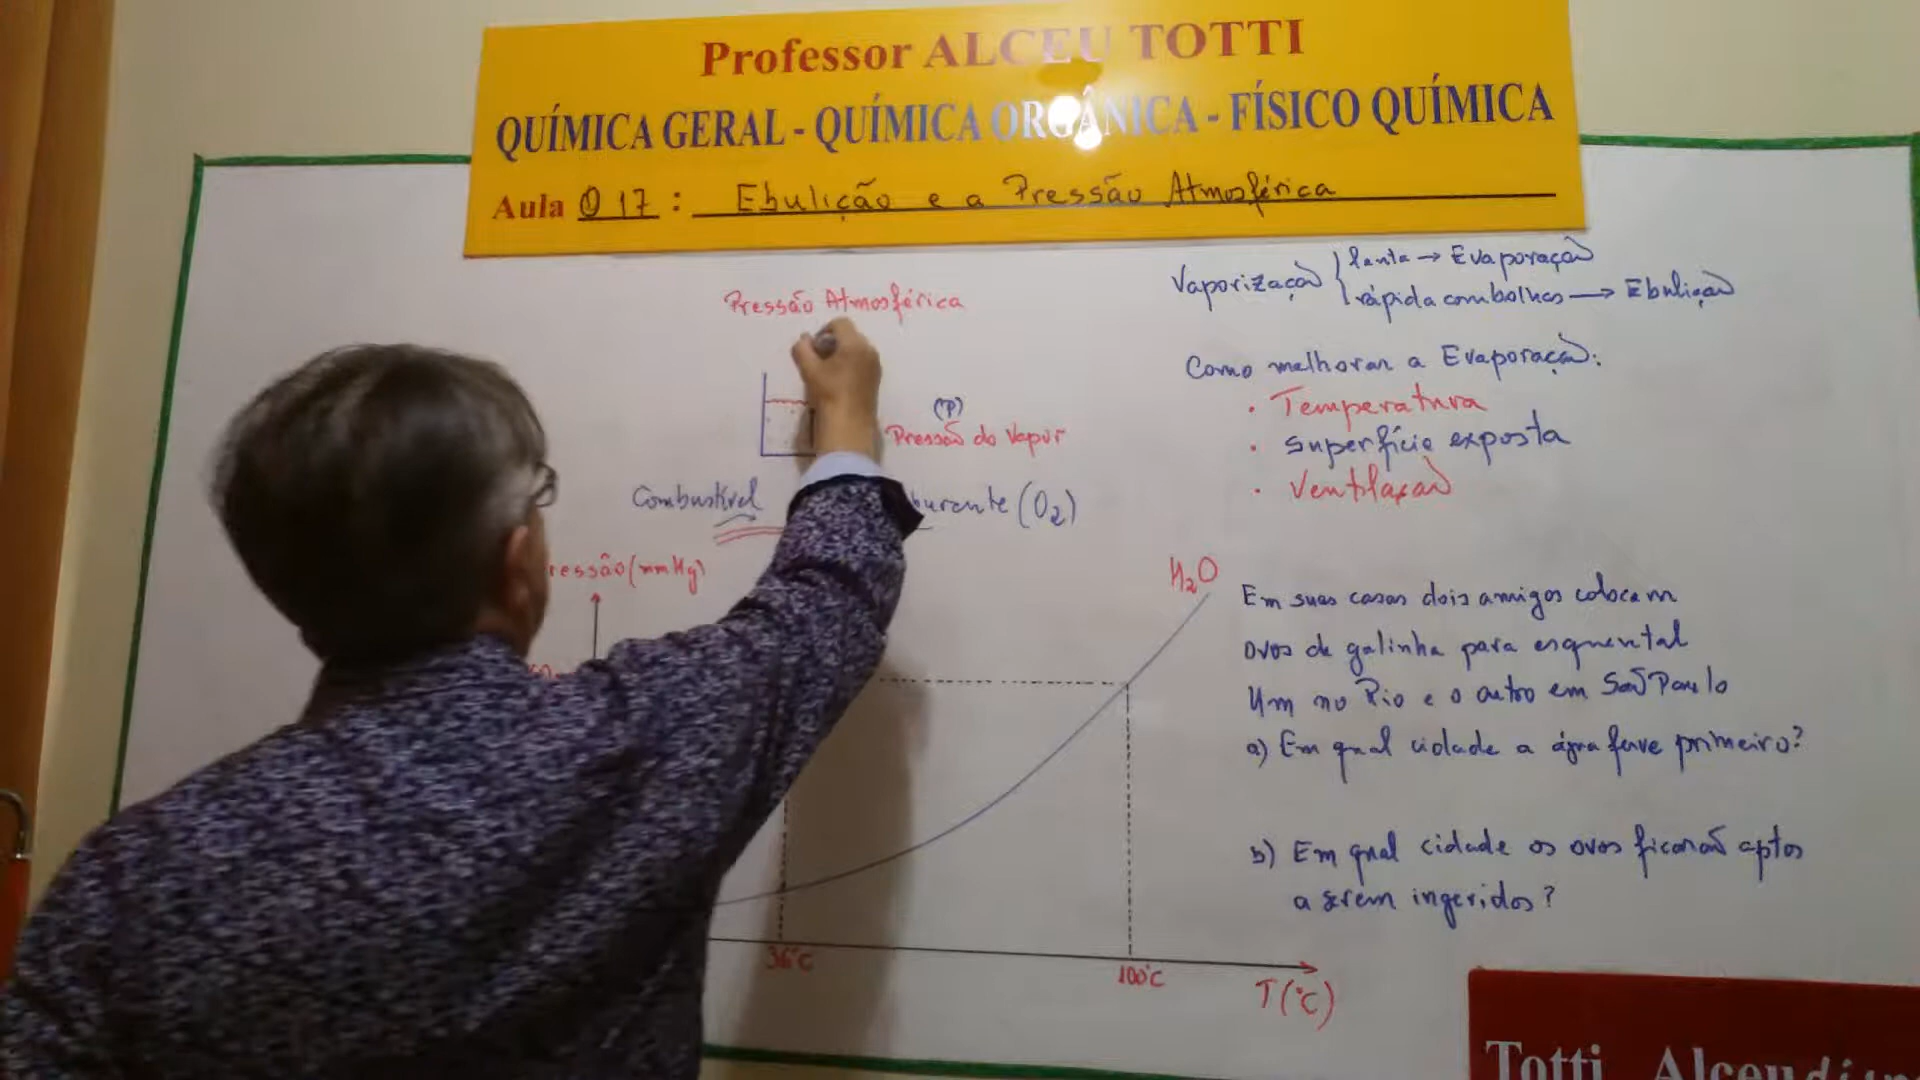 Professor ALCEU TOTTI
QUÍMICA GERAL - QUÍMICA ORGÂNICA - FÍSICO QUÍMICA
Aula 017 : Ebulição e a Pressão Atmosférica
Pressão Atmosférica
Vaporização
lenta → Evaporação
rápida com bolhas → Ebulição
Como melhorar a Evaporação:
• Temperatura
• Superfície exposta
• Ventilação
(P)
Pressão do Vapor
Combustível
burente (O2)
ressão (mmHg)
H2O
36°C
100°C
T(°C)
Em suas casas dois amigos colocam
ovos de galinha para esquentar
Um no Rio e o outro em São Paulo
a) Em qual cidade a água ferve primeiro?
b) Em qual cidade os ovos ficarão aptos
a serem ingeridos?
Totti